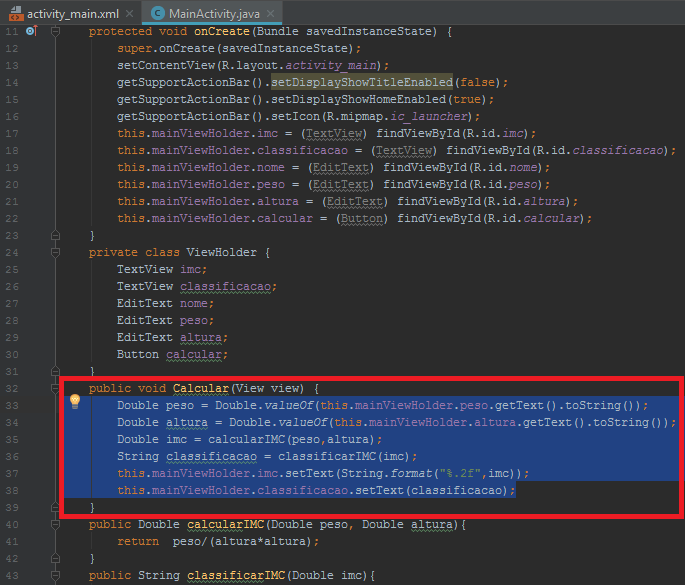 activity_main.xml × MainActivity.java ×
11 protected void onCreate(Bundle savedInstanceState) {
12 super.onCreate(savedInstanceState);
13 setContentView(R.layout.activity_main);
14 getSupportActionBar().setDisplayShowTitleEnabled(false);
15 getSupportActionBar().setDisplayShowHomeEnabled(true);
16 getSupportActionBar().setIcon(R.mipmap.ic_launcher);
17 this.mainViewHolder.imc = (TextView) findViewById(R.id.imc);
18 this.mainViewHolder.classificacao = (TextView) findViewById(R.id.classificacao);
19 this.mainViewHolder.nome = (EditText) findViewById(R.id.nome);
20 this.mainViewHolder.peso = (EditText) findViewById(R.id.peso);
21 this.mainViewHolder.altura = (EditText) findViewById(R.id.altura);
22 this.mainViewHolder.calcular = (Button) findViewById(R.id.calcular);
23 }
24 private class ViewHolder {
25 TextView imc;
26 TextView classificacao;
27 EditText nome;
28 EditText peso;
29 EditText altura;
30 Button calcular;
31 }
32 public void Calcular(View view) {
33 Double peso = Double.valueOf(this.mainViewHolder.peso.getText().toString());
34 Double altura = Double.valueOf(this.mainViewHolder.altura.getText().toString());
35 Double imc = calcularIMC(peso,altura);
36 String classificacao = classificarIMC(imc);
37 this.mainViewHolder.imc.setText(String.format("%.2f",imc));
38 this.mainViewHolder.classificacao.setText(classificacao);
39 }
40 public Double calcularIMC(Double peso, Double altura){
41 return peso/(altura*altura);
42 }
43 public String classificarIMC(Double imc){